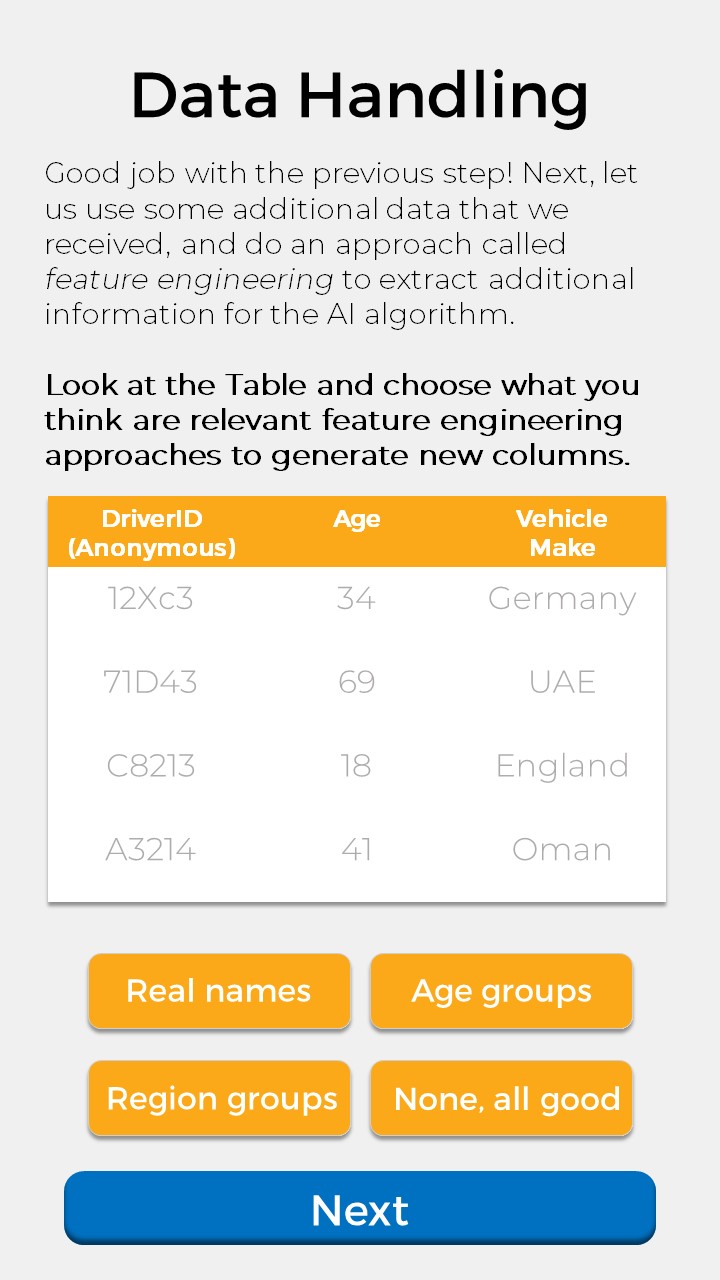 Data Handling
Good job with the previous step! Next, let
us use some additional data that we
received, and do an approach called
feature engineering to extract additional
information for the AI algorithm.
Look at the Table and choose what you
think are relevant feature engineering
approaches to generate new columns.
DriverID Age Vehicle
(Anonymous) Make
12Xc3 34 Germany
71D43 69 UAE
C8213 18 England
A3214 41 Oman
Real names Age groups
Region groups None, all good
Next